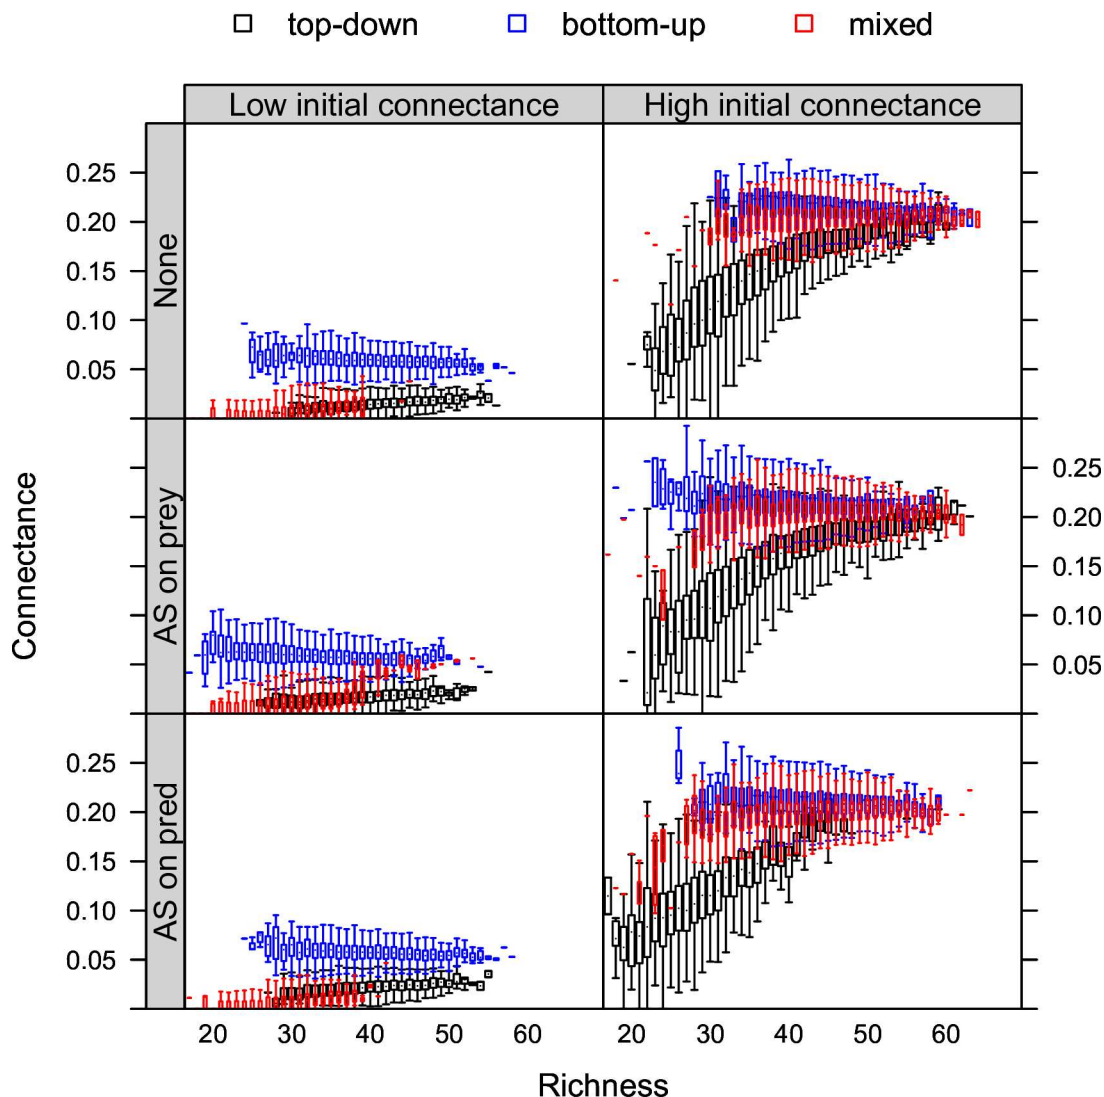 top-down bottom-up mixed
Low initial connectance High initial connectance
None
0.25
0.20
0.15
0.10
0.05
AS on prey
0.25
0.20
0.15
0.10
0.05
AS on pred
0.25
0.20
0.15
0.10
0.05
Connectance
20 30 40 50 60 20 30 40 50 60
Richness